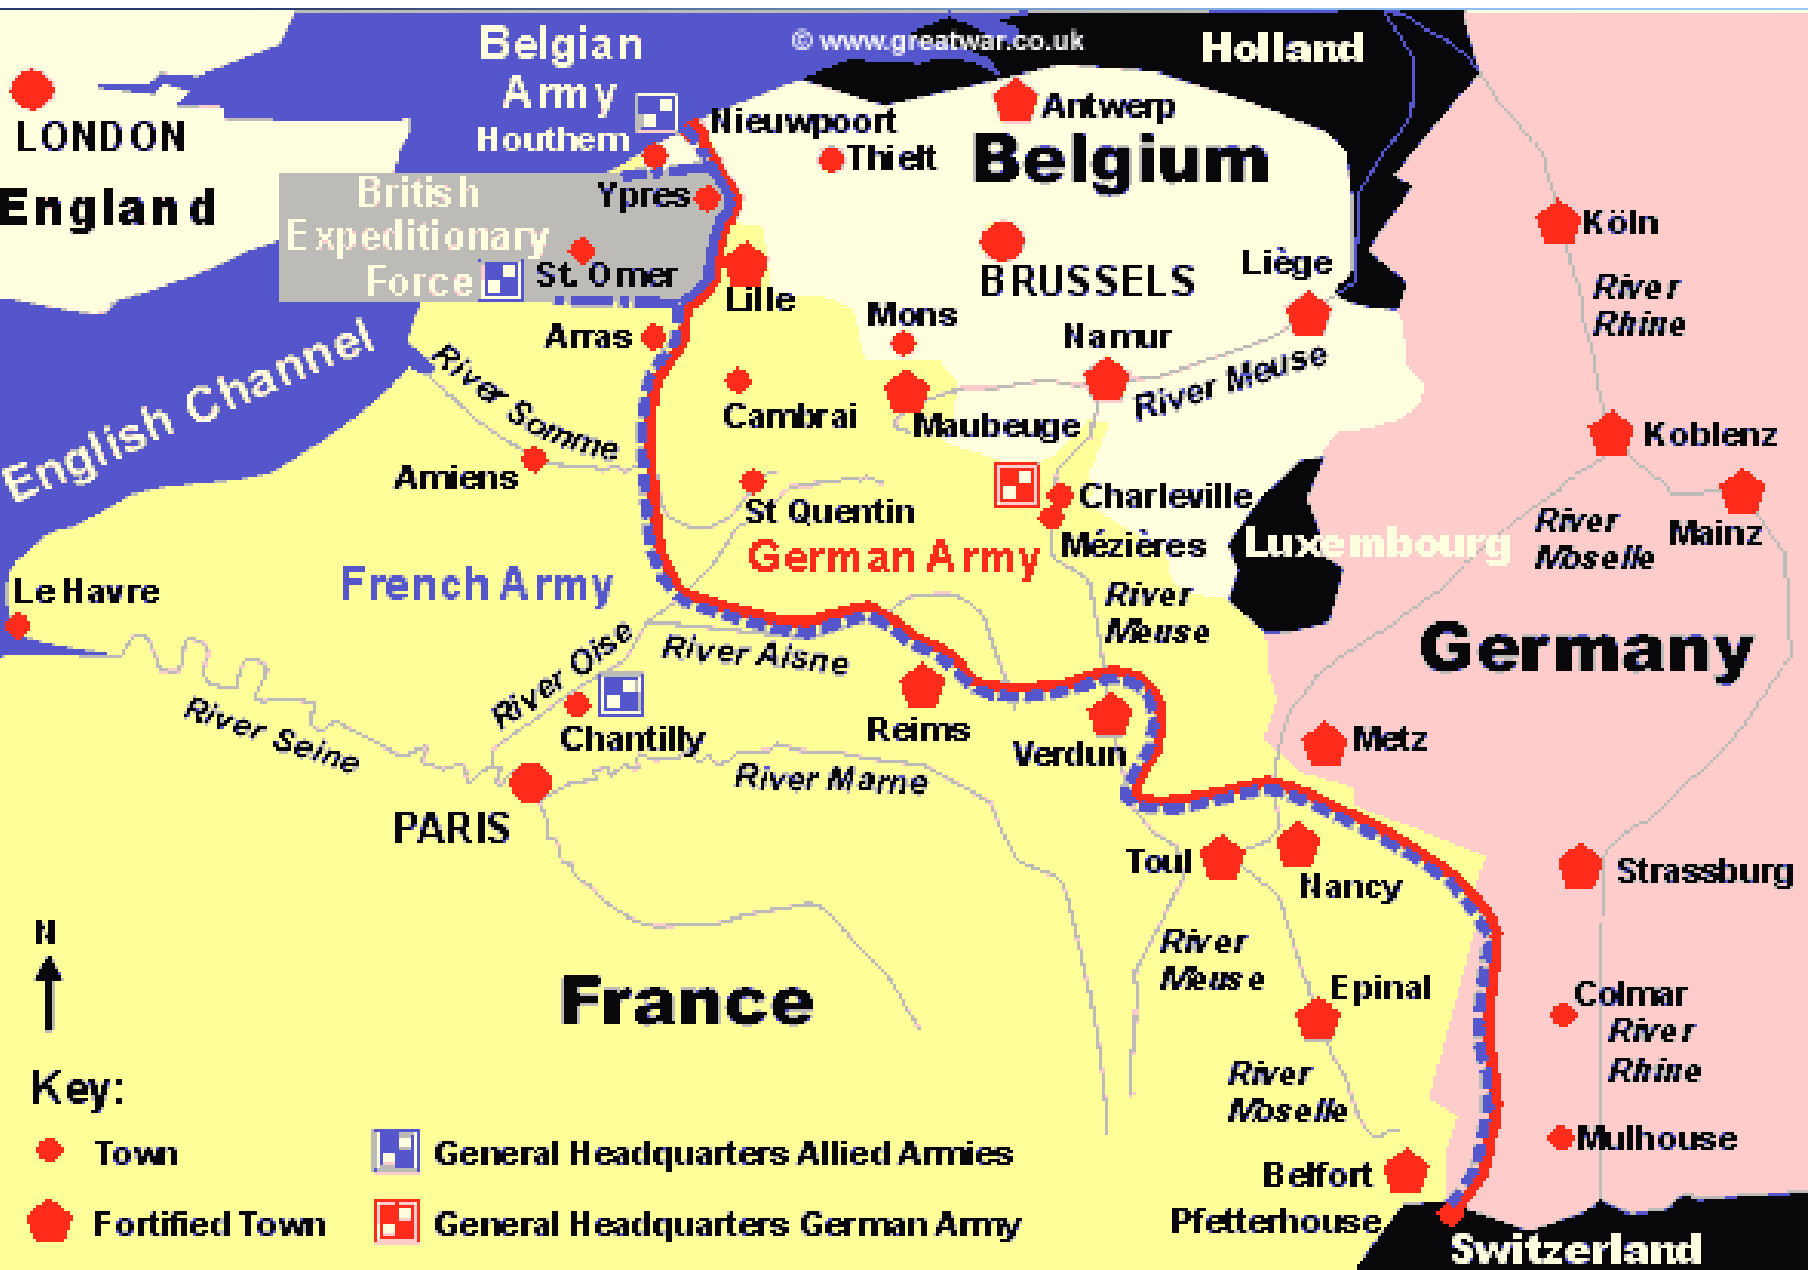 Belgian
Army
© www.greatwar.co.uk
Holland
LONDON
England
Houthem
Nieuwpoort
Antwerp
Thielt
Belgium
British
Expeditionary
Force
Ypres
St. Omer
BRUSSELS
Liège
Köln
River
Rhine
Lille
Mons
Namur
Arras
River Meuse
English Channel
River Somme
Cambrai
Maubeuge
Koblenz
Amiens
St Quentin
Charleville
Mézières
Luxembourg
River
Moselle
Mainz
German Army
French Army
Le Havre
River
Meuse
Germany
River Oise
River Aisne
River Seine
Chantilly
Reims
Verdun
Metz
River Marne
PARIS
Toul
Nancy
Strassburg
N
River
Meuse
Epinal
France
Colmar
River
Rhine
River
Moselle
Key:
Town
General Headquarters Allied Armies
Mulhouse
Belfort
Fortified Town
General Headquarters German Army
Pfetterhouse
Switzerland